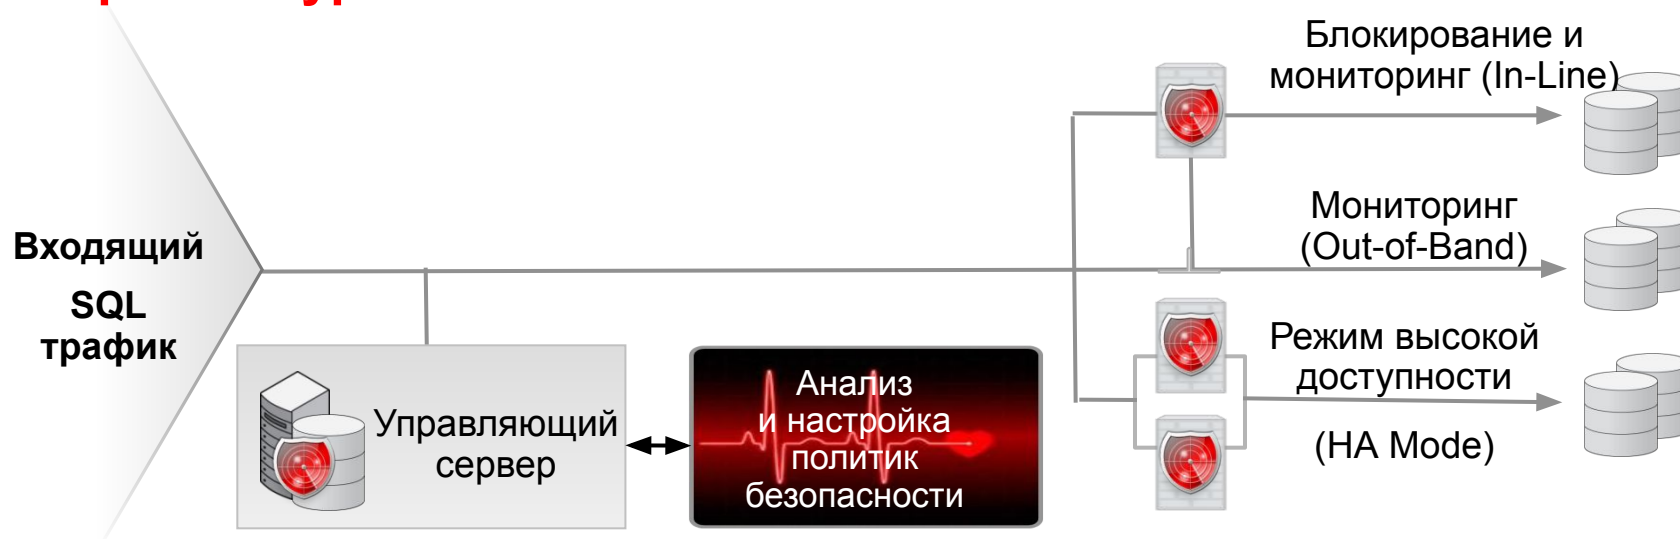 Входящий
SQL
трафик
Управляющий
сервер
Анализ
и настройка
политик
безопасности
Блокирование и
мониторинг (In-Line)
Мониторинг
(Out-of-Band)
Режим высокой
доступности
(HA Mode)